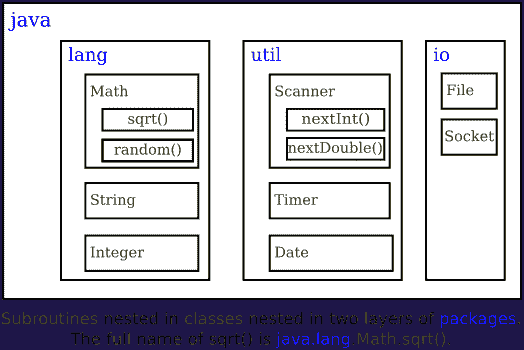 java
lang
util
io
Math
sqrt()
random()
String
Integer
Scanner
nextInt()
nextDouble()
Timer
Date
File
Socket
Subroutines nested in classes nested in two layers of packages.
The full name of sqrt() is java.lang.Math.sqrt().